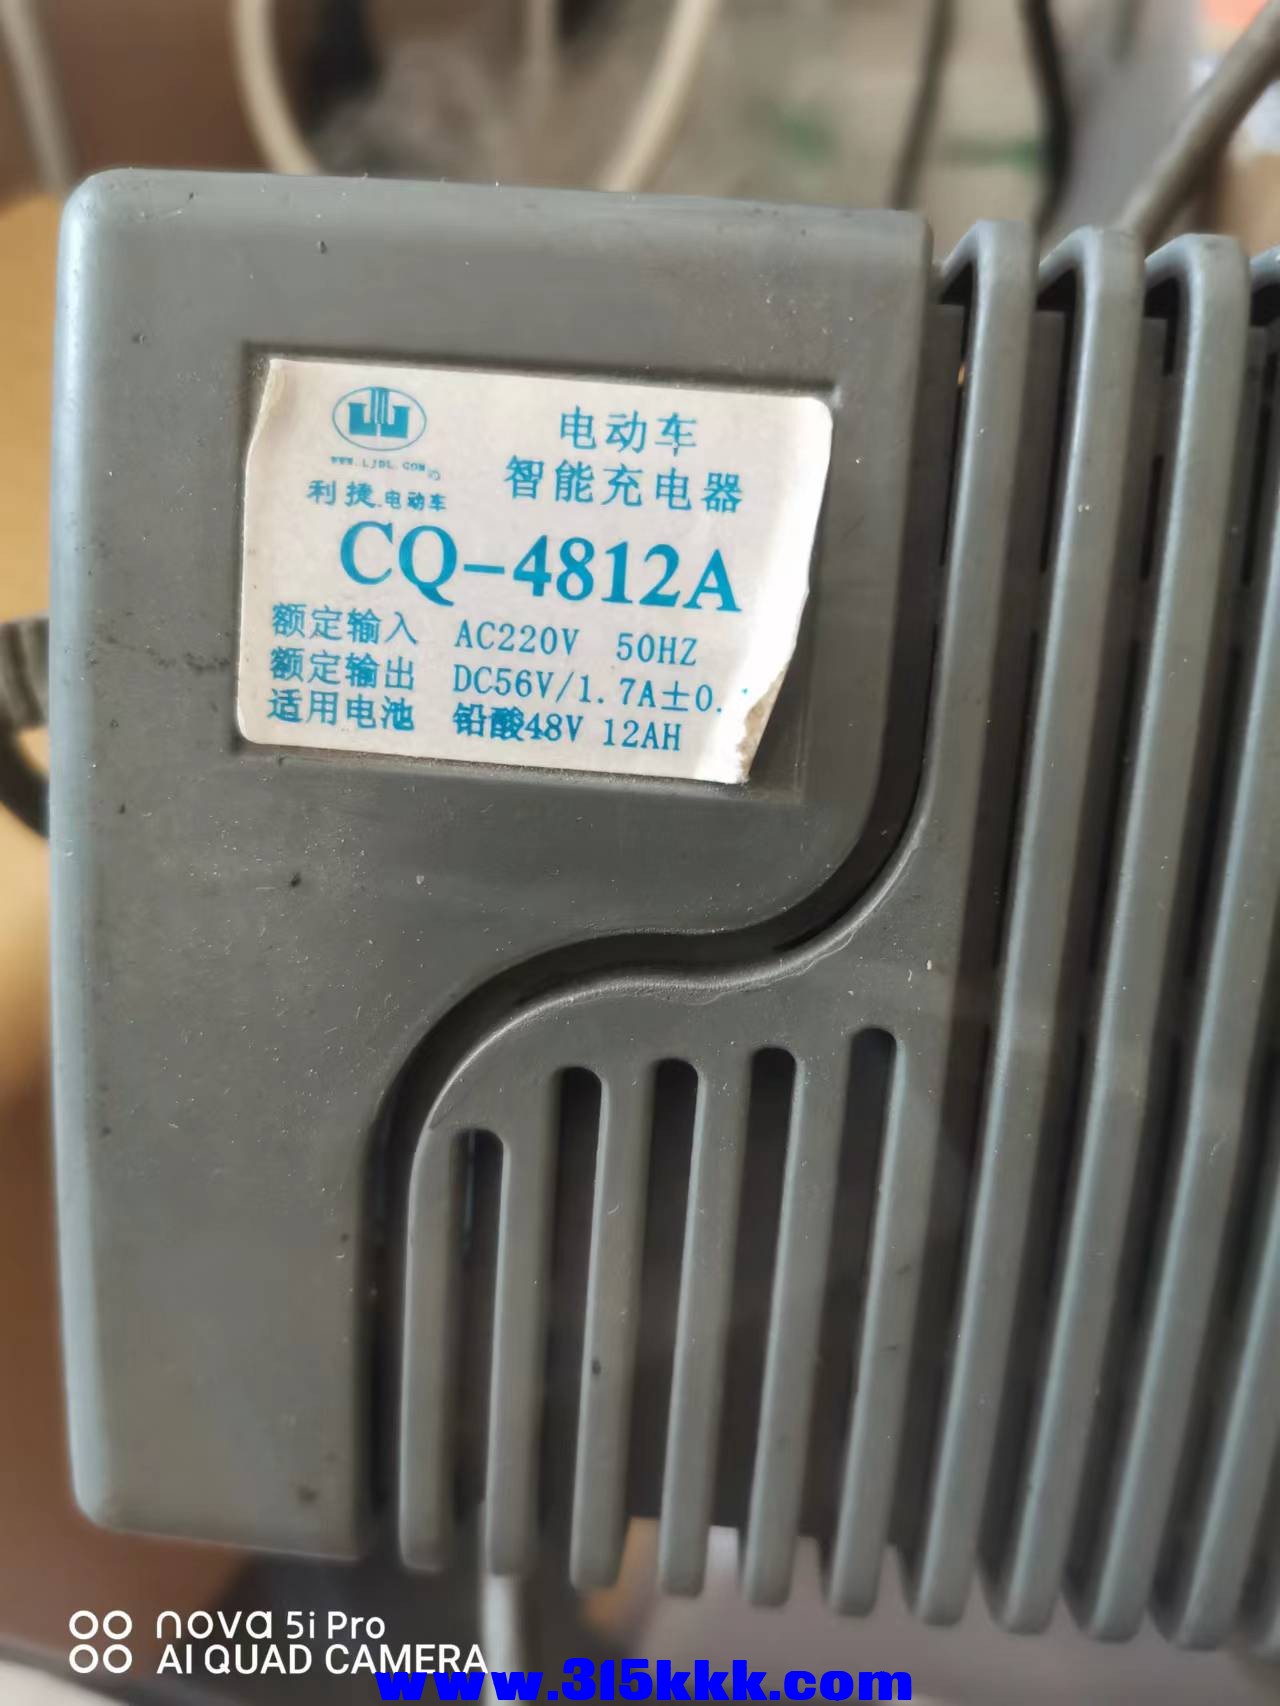 WWW.LJDL.COM
利捷电动车
电动车
智能充电器
CQ-4812A
额定输入 AC220V 50HZ
额定输出 DC56V/1.7A±0.
适用电池 铅酸48V 12AH
nova 5i Pro
AI QUAD CAMERA
www.315kkk.com